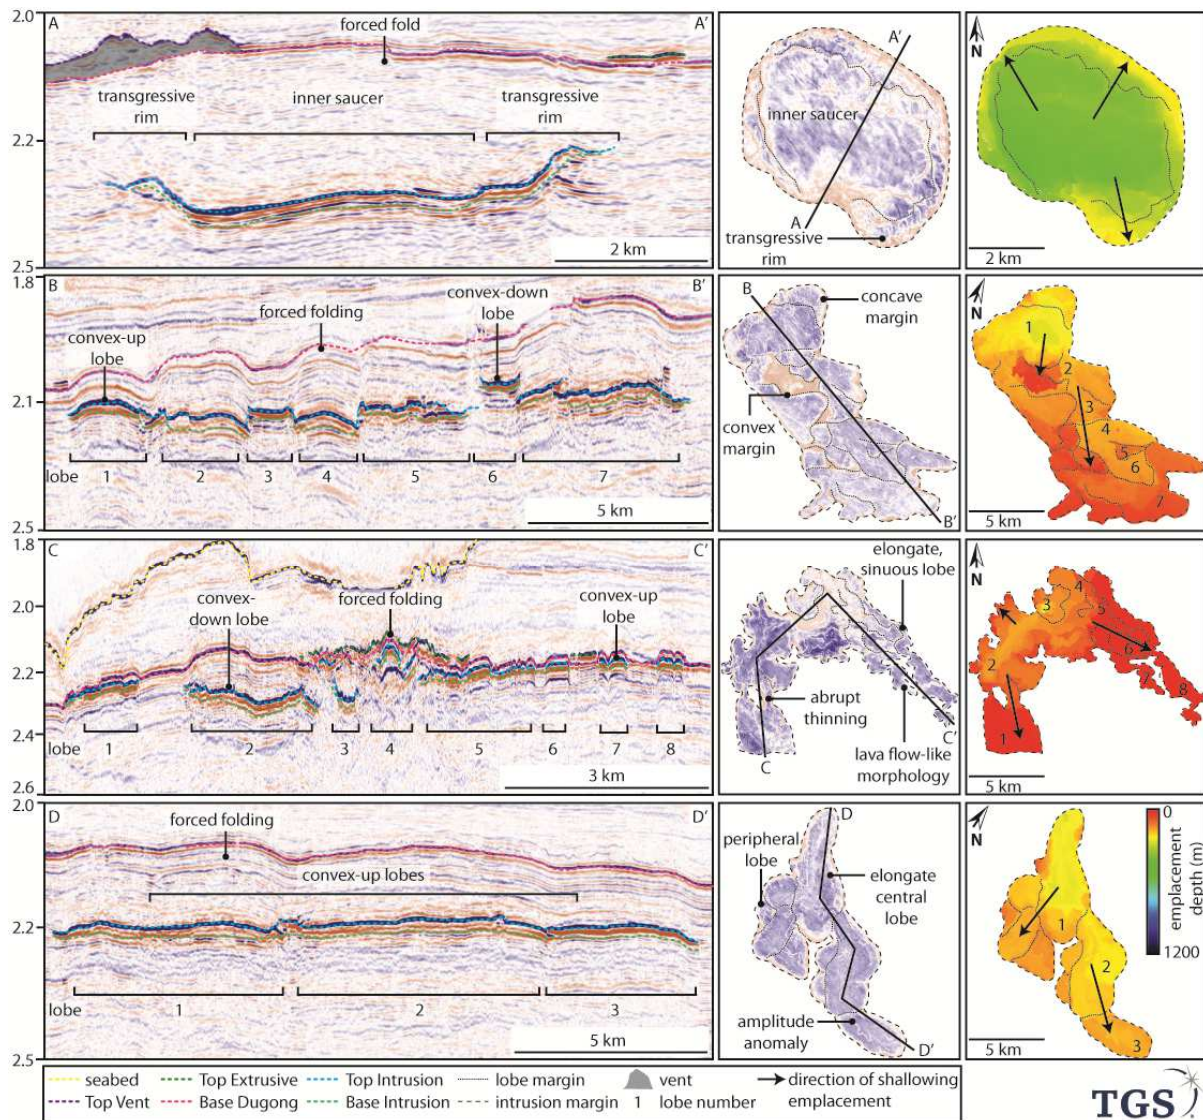 2.0
A
forced fold
A'
transgressive
rim
inner saucer
transgressive
rim
2.2
2 km
2.5
A'
inner saucer
A
transgressive
rim
N
2 km
1.8
B
B'
convex-down
lobe
forced folding
convex-up
lobe
2.1
lobe 1 2 3 4 5 6 7
5 km
2.5
B
concave
margin
convex
margin
B'
N
1
2
3
4
5
6
7
5 km
1.8
C
C'
2.0
convex-
down lobe
forced folding
convex-up
lobe
2.2
2.4
lobe 1 2 3 4 5 6 7 8
3 km
2.6
elongate,
sinuous lobe
abrupt
thinning
C
C'
lava flow-like
morphology
N
4
3
5
2
6
7
8
1
5 km
2.0
D
D'
forced folding
convex-up lobes
2.2
lobe 1 2 3
5 km
2.5
D
peripheral
lobe
elongate
central
lobe
amplitude
anomaly
D'
N
1
2
3
5 km
0
emplacement
depth (m)
1200
seabed Top Extrusive Top Intrusion lobe margin vent direction of shallowing
emplacement
Top Vent Base Dugong Base Intrusion intrusion margin 1 lobe number
TGS